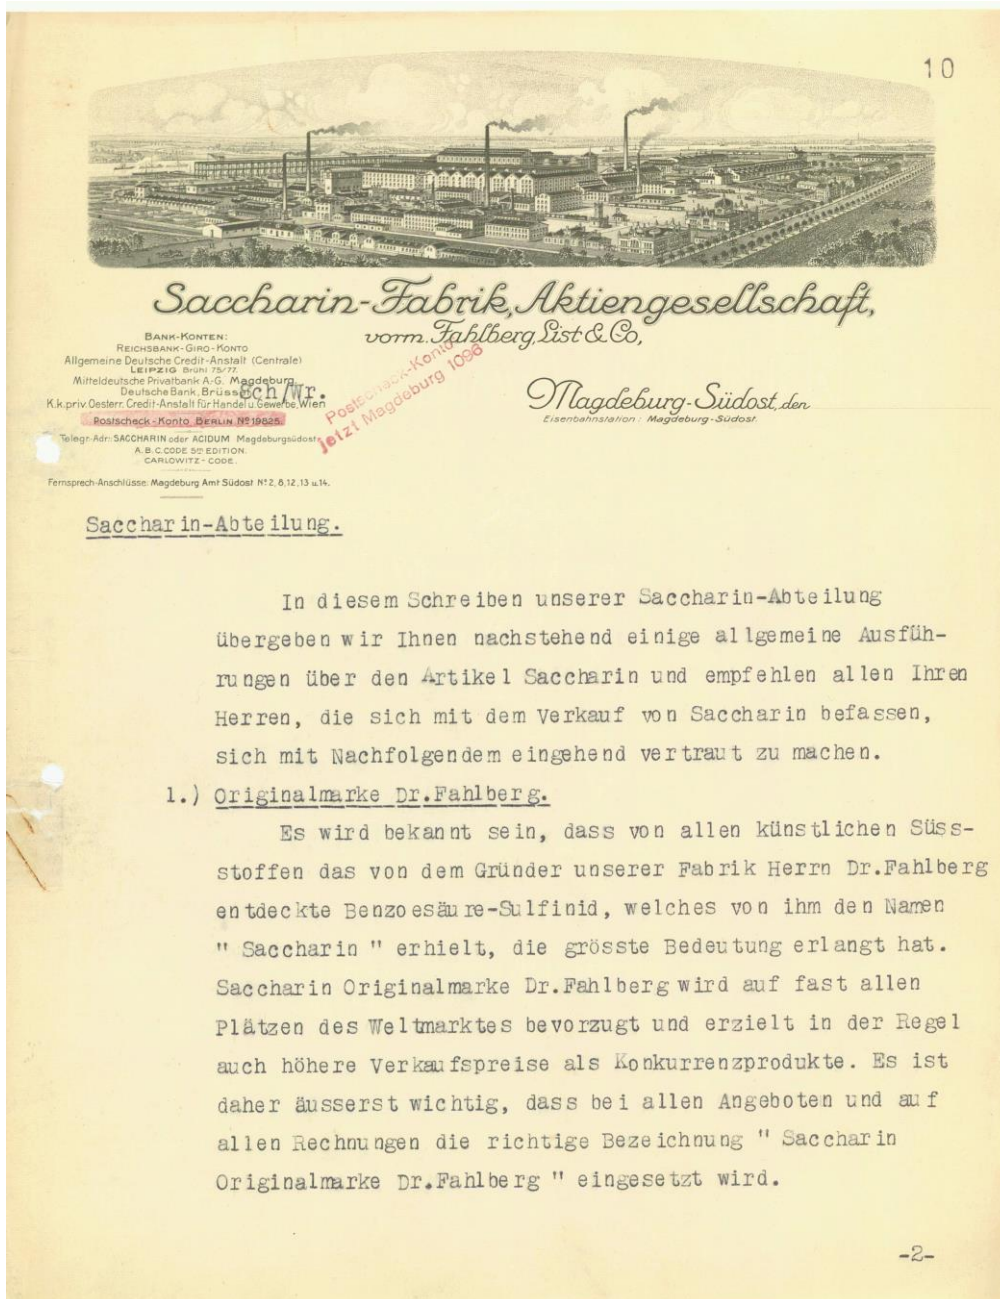 10
Saccharin-Fabrik, Aktiengesellschaft,
vorm. Fahlberg, List & Co,
BANK-KONTEN:
REICHSBANK-GIRO-KONTO
Allgemeine Deutsche Credit-Anstalt (Centrale)
LEIPZIG Brühl 75/77.
Mitteldeutsche Privatbank A-G. Magdeburg,
Deutsche Bank, Brüssel
K.k.priv. Oesterr. Credit-Anstalt für Handel u. Gewerbe, Wien
Postscheck-Konto BERLIN № 19825.
Telegr.-Adr: SACCHARIN oder ACIDUM Magdeburgsüdost
A.B.C. CODE 5TH EDITION.
CARLOWITZ-CODE.
Fernsprech-Anschlüsse: Magdeburg Amt Südost № 2, 8, 12, 13 u. 14.
Sch/Wr.
Postscheck-Konto
jetzt Magdeburg 1096
Magdeburg-Südost, den
Eisenbahnstation: Magdeburg-Südost.
Saccharin-Abteilung.
In diesem Schreiben unserer Saccharin-Abteilung
übergeben wir Ihnen nachstehend einige allgemeine Ausfüh-
rungen über den Artikel Saccharin und empfehlen allen Ihren
Herren, die sich mit dem Verkauf von Saccharin befassen,
sich mit Nachfolgendem eingehend vertraut zu machen.
1.) Originalmarke Dr.Fahlberg.
Es wird bekannt sein, dass von allen künstlichen Süss-
stoffen das von dem Gründer unserer Fabrik Herrn Dr.Fahlberg
entdeckte Benzoesäure-Sulfinid, welches von ihm den Namen
" Saccharin " erhielt, die grösste Bedeutung erlangt hat.
Saccharin Originalmarke Dr.Fahlberg wird auf fast allen
Plätzen des Weltmarktes bevorzugt und erzielt in der Regel
auch höhere Verkaufspreise als Konkurrenzprodukte. Es ist
daher äusserst wichtig, dass bei allen Angeboten und auf
allen Rechnungen die richtige Bezeichnung " Saccharin
Originalmarke Dr.Fahlberg " eingesetzt wird.
-2-